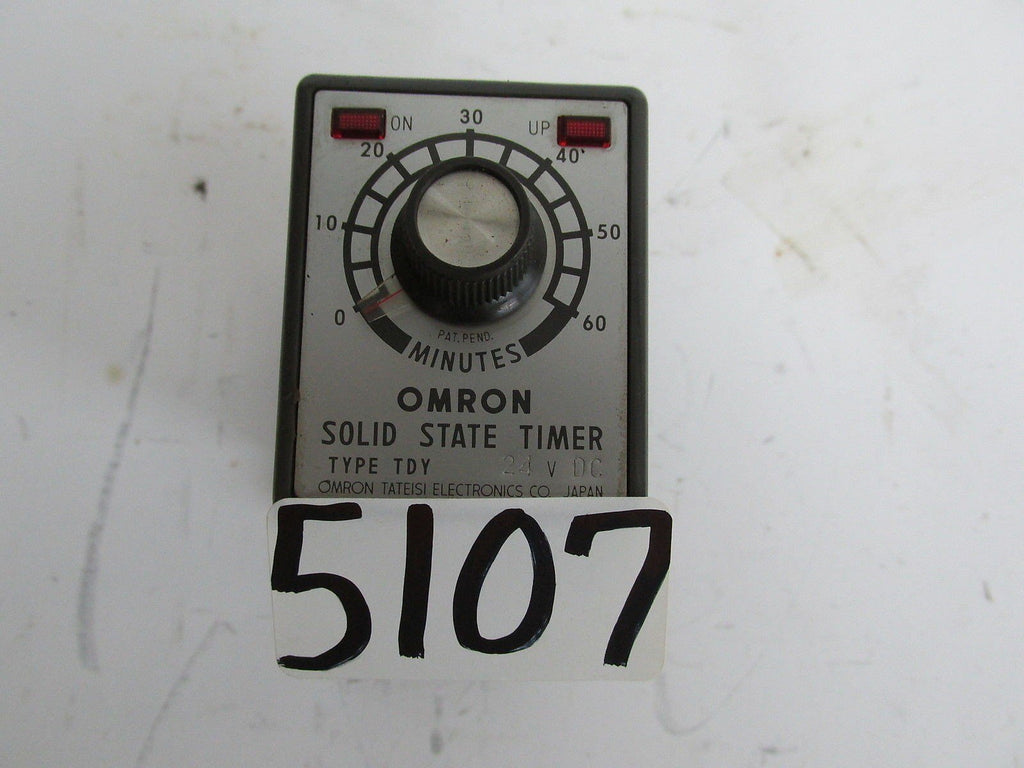 ON
30
UP
20
40
10
50
0
60
PAT. PEND.
MINUTES
OMRON
SOLID STATE TIMER
TYPE TDY 24 V DC
OMRON TATEISI ELECTRONICS CO. JAPAN
5107